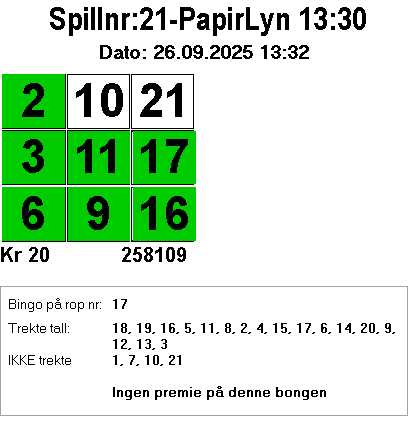 Spillnr:21-PapirLyn 13:30
Dato: 26.09.2025 13:32
2 10 21
3 11 17
6 9 16
Kr 20 258109
Bingo på rop nr: 17
Trekte tall: 18, 19, 16, 5, 11, 8, 2, 4, 15, 17, 6, 14, 20, 9,
12, 13, 3
IKKE trekte 1, 7, 10, 21
Ingen premie på denne bongen